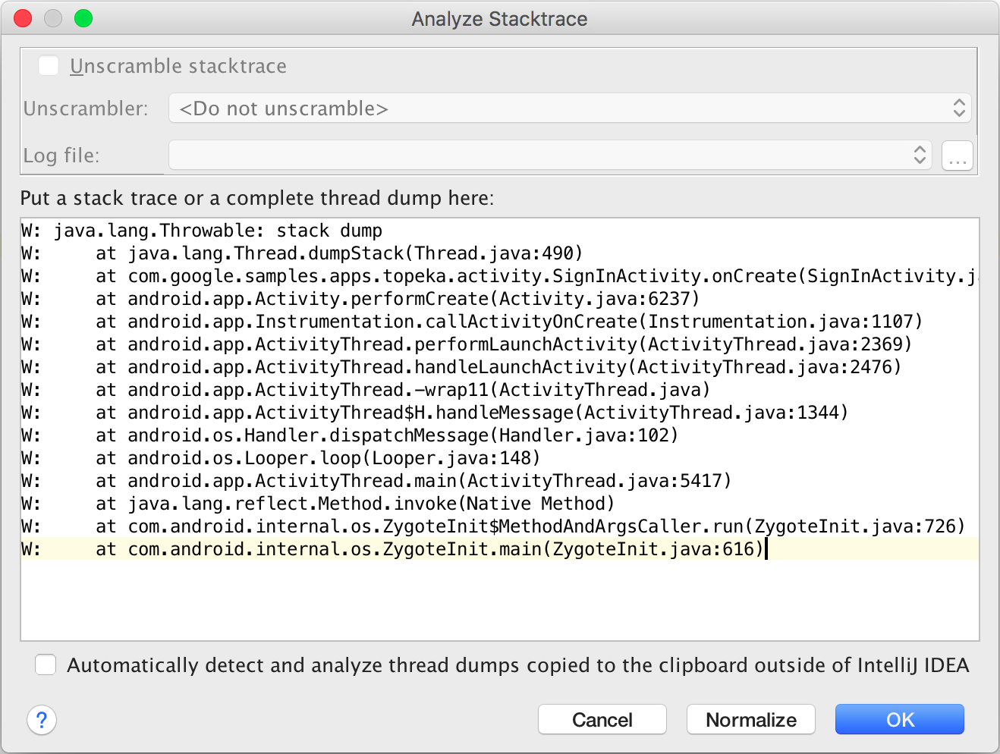 Analyze Stacktrace
Unscramble stacktrace
Unscrambler: <Do not unscramble>
Log file:
...
Put a stack trace or a complete thread dump here:
W: java.lang.Throwable: stack dump
W:     at java.lang.Thread.dumpStack(Thread.java:490)
W:     at com.google.samples.apps.topeka.activity.SignInActivity.onCreate(SignInActivity.j
W:     at android.app.Activity.performCreate(Activity.java:6237)
W:     at android.app.Instrumentation.callActivityOnCreate(Instrumentation.java:1107)
W:     at android.app.ActivityThread.performLaunchActivity(ActivityThread.java:2369)
W:     at android.app.ActivityThread.handleLaunchActivity(ActivityThread.java:2476)
W:     at android.app.ActivityThread.-wrap11(ActivityThread.java)
W:     at android.app.ActivityThread$H.handleMessage(ActivityThread.java:1344)
W:     at android.os.Handler.dispatchMessage(Handler.java:102)
W:     at android.os.Looper.loop(Looper.java:148)
W:     at android.app.ActivityThread.main(ActivityThread.java:5417)
W:     at java.lang.reflect.Method.invoke(Native Method)
W:     at com.android.internal.os.ZygoteInit$MethodAndArgsCaller.run(ZygoteInit.java:726)
W:     at com.android.internal.os.ZygoteInit.main(ZygoteInit.java:616)
Automatically detect and analyze thread dumps copied to the clipboard outside of IntelliJ IDEA
? Cancel Normalize OK